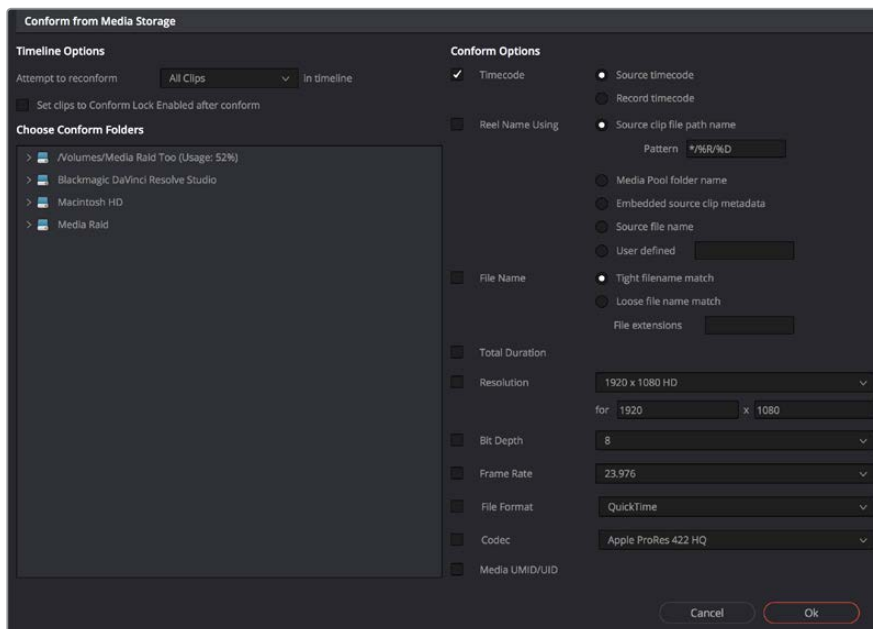 Conform from Media Storage
Timeline Options
Attempt to reconform All Clips in timeline
Set clips to Conform Lock Enabled after conform
Choose Conform Folders
/Volumes/Media Raid Too (Usage: 52%)
Blackmagic DaVinci Resolve Studio
Macintosh HD
Media Raid
Conform Options
Timecode Source timecode
Record timecode
Reel Name Using Source clip file path name
Pattern */%R/%D
Media Pool folder name
Embedded source clip metadata
Source file name
User defined
File Name Tight filename match
Loose file name match
File extensions
Total Duration
Resolution 1920 x 1080 HD
for 1920 x 1080
Bit Depth 8
Frame Rate 23.976
File Format QuickTime
Codec Apple ProRes 422 HQ
Media UMID/UID
Cancel Ok